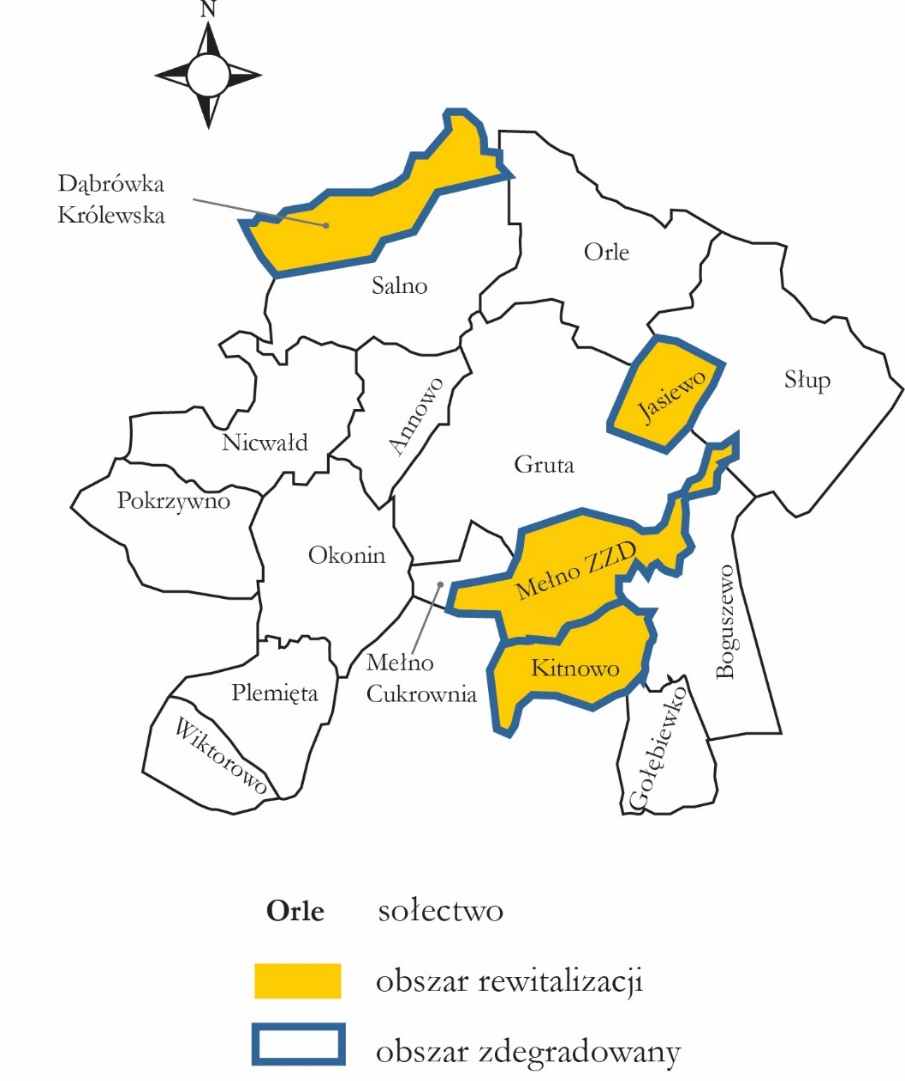 N
Dąbrówka
Królewska
Orle
Salno
Słup
Jasiewo
Annowo
Nicwałd
Gruta
Pokrzywno
Okonin
Mełno ZZD
Boguszewo
Mełno
Cukrownia
Kitnowo
Plemięta
Gołębiewko
Wiktorowo
Orle sołectwo
obszar rewitalizacji
obszar zdegradowany